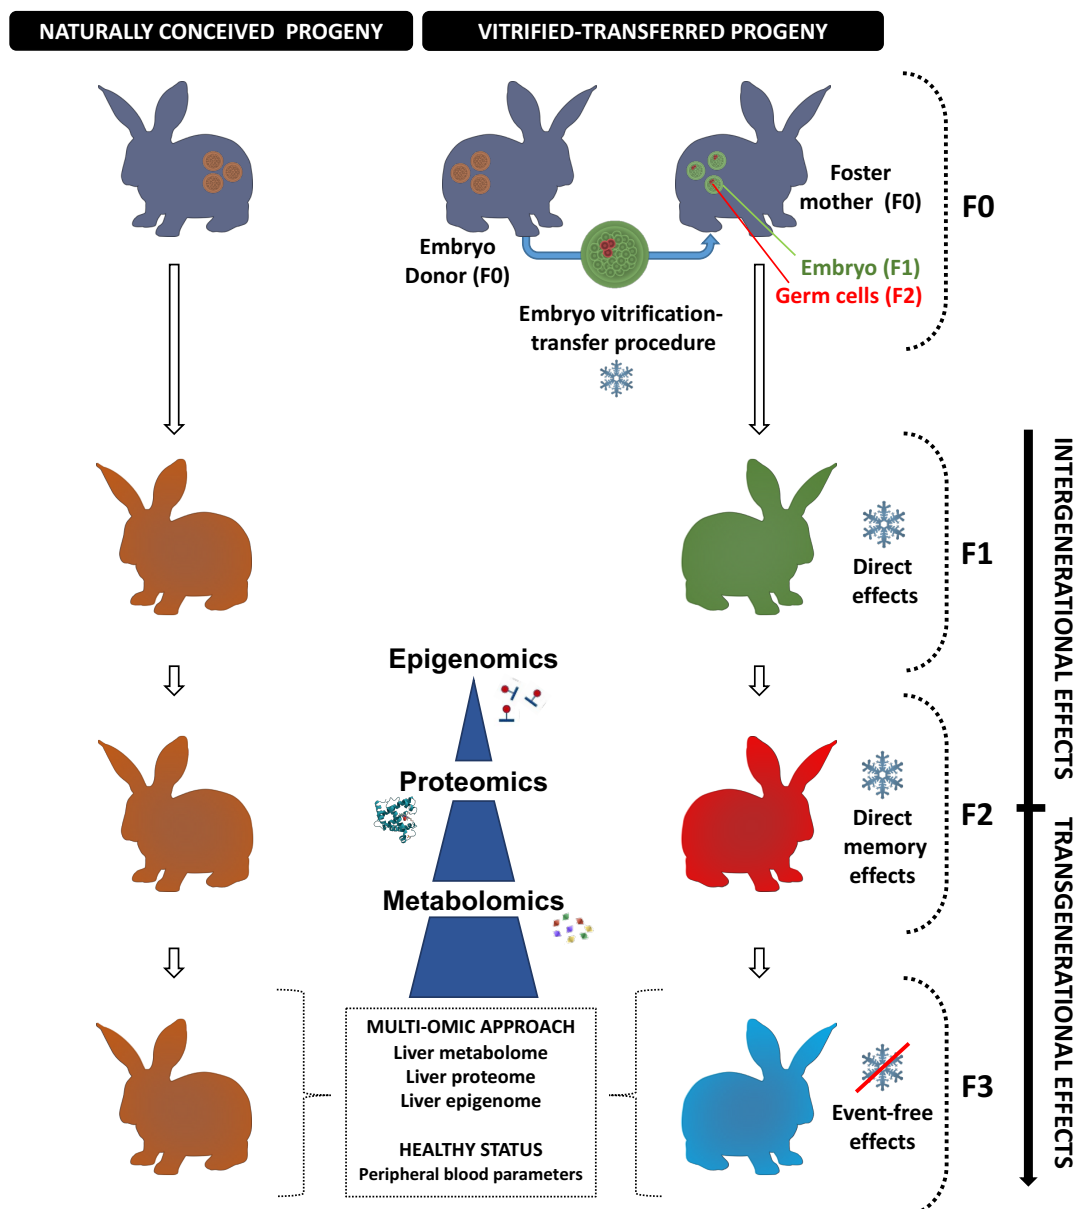 NATURALLY CONCEIVED PROGENY
VITRIFIED-TRANSFERRED PROGENY
Foster
mother (F0)
F0
Embryo
Donor (F0)
Embryo (F1)
Germ cells (F2)
Embryo vitrification-
transfer procedure
INTERGENERATIONAL EFFECTS
F1
Direct
effects
Epigenomics
Proteomics
F2
Direct
memory
effects
TRANSGENERATIONAL EFFECTS
Metabolomics
MULTI-OMIC APPROACH
Liver metabolome
Liver proteome
Liver epigenome
HEALTHY STATUS
Peripheral blood parameters
F3
Event-free
effects